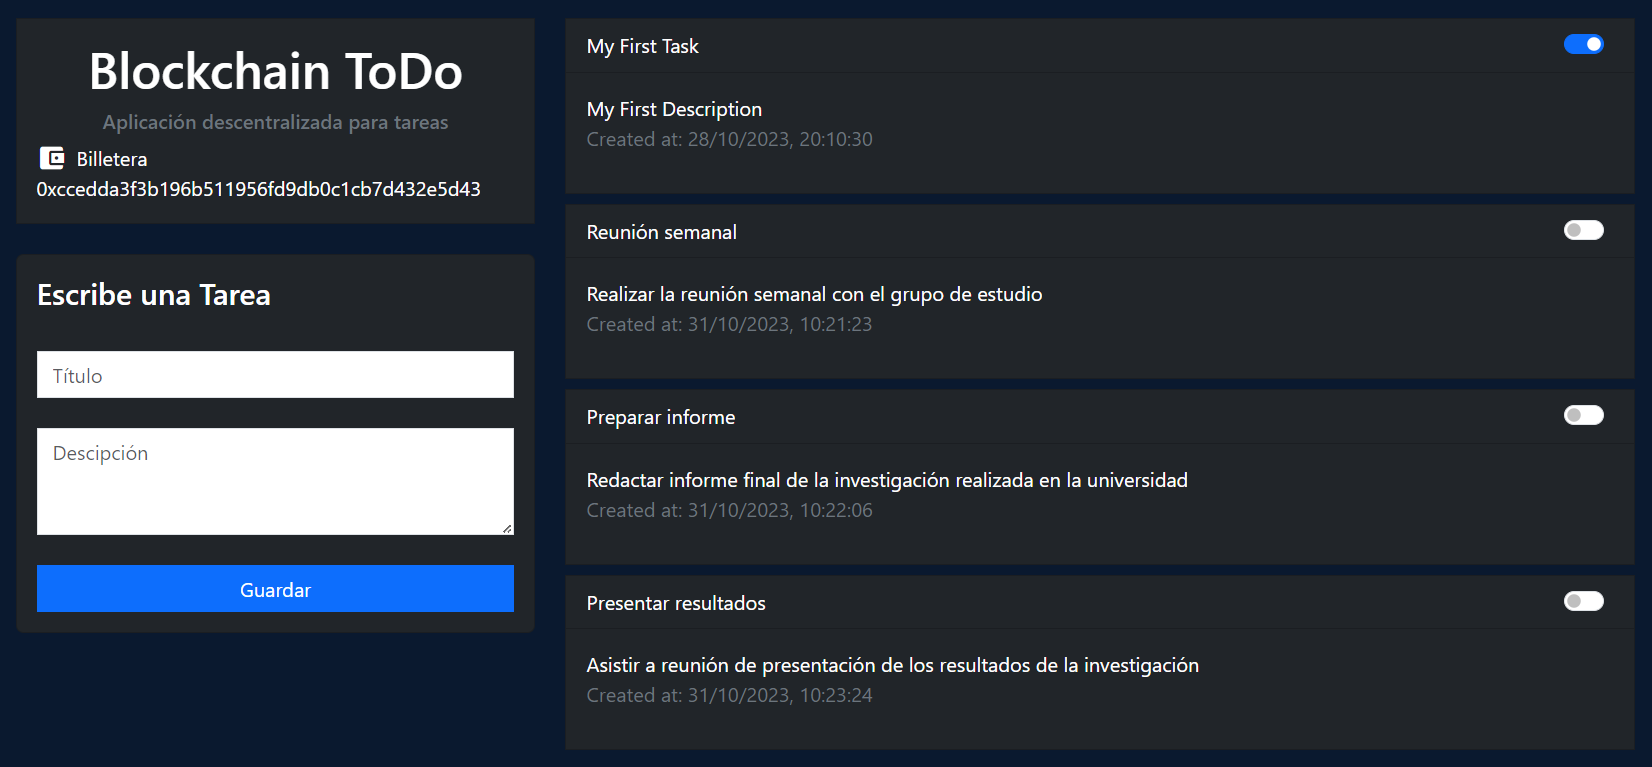 Blockchain ToDo
Aplicación descentralizada para tareas
Billetera
0xccedda3f3b196b511956fd9db0c1cb7d432e5d43
Escribe una Tarea
Título
Descipción
Guardar
My First Task
My First Description
Created at: 28/10/2023, 20:10:30
Reunión semanal
Realizar la reunión semanal con el grupo de estudio
Created at: 31/10/2023, 10:21:23
Preparar informe
Redactar informe final de la investigación realizada en la universidad
Created at: 31/10/2023, 10:22:06
Presentar resultados
Asistir a reunión de presentación de los resultados de la investigación
Created at: 31/10/2023, 10:23:24